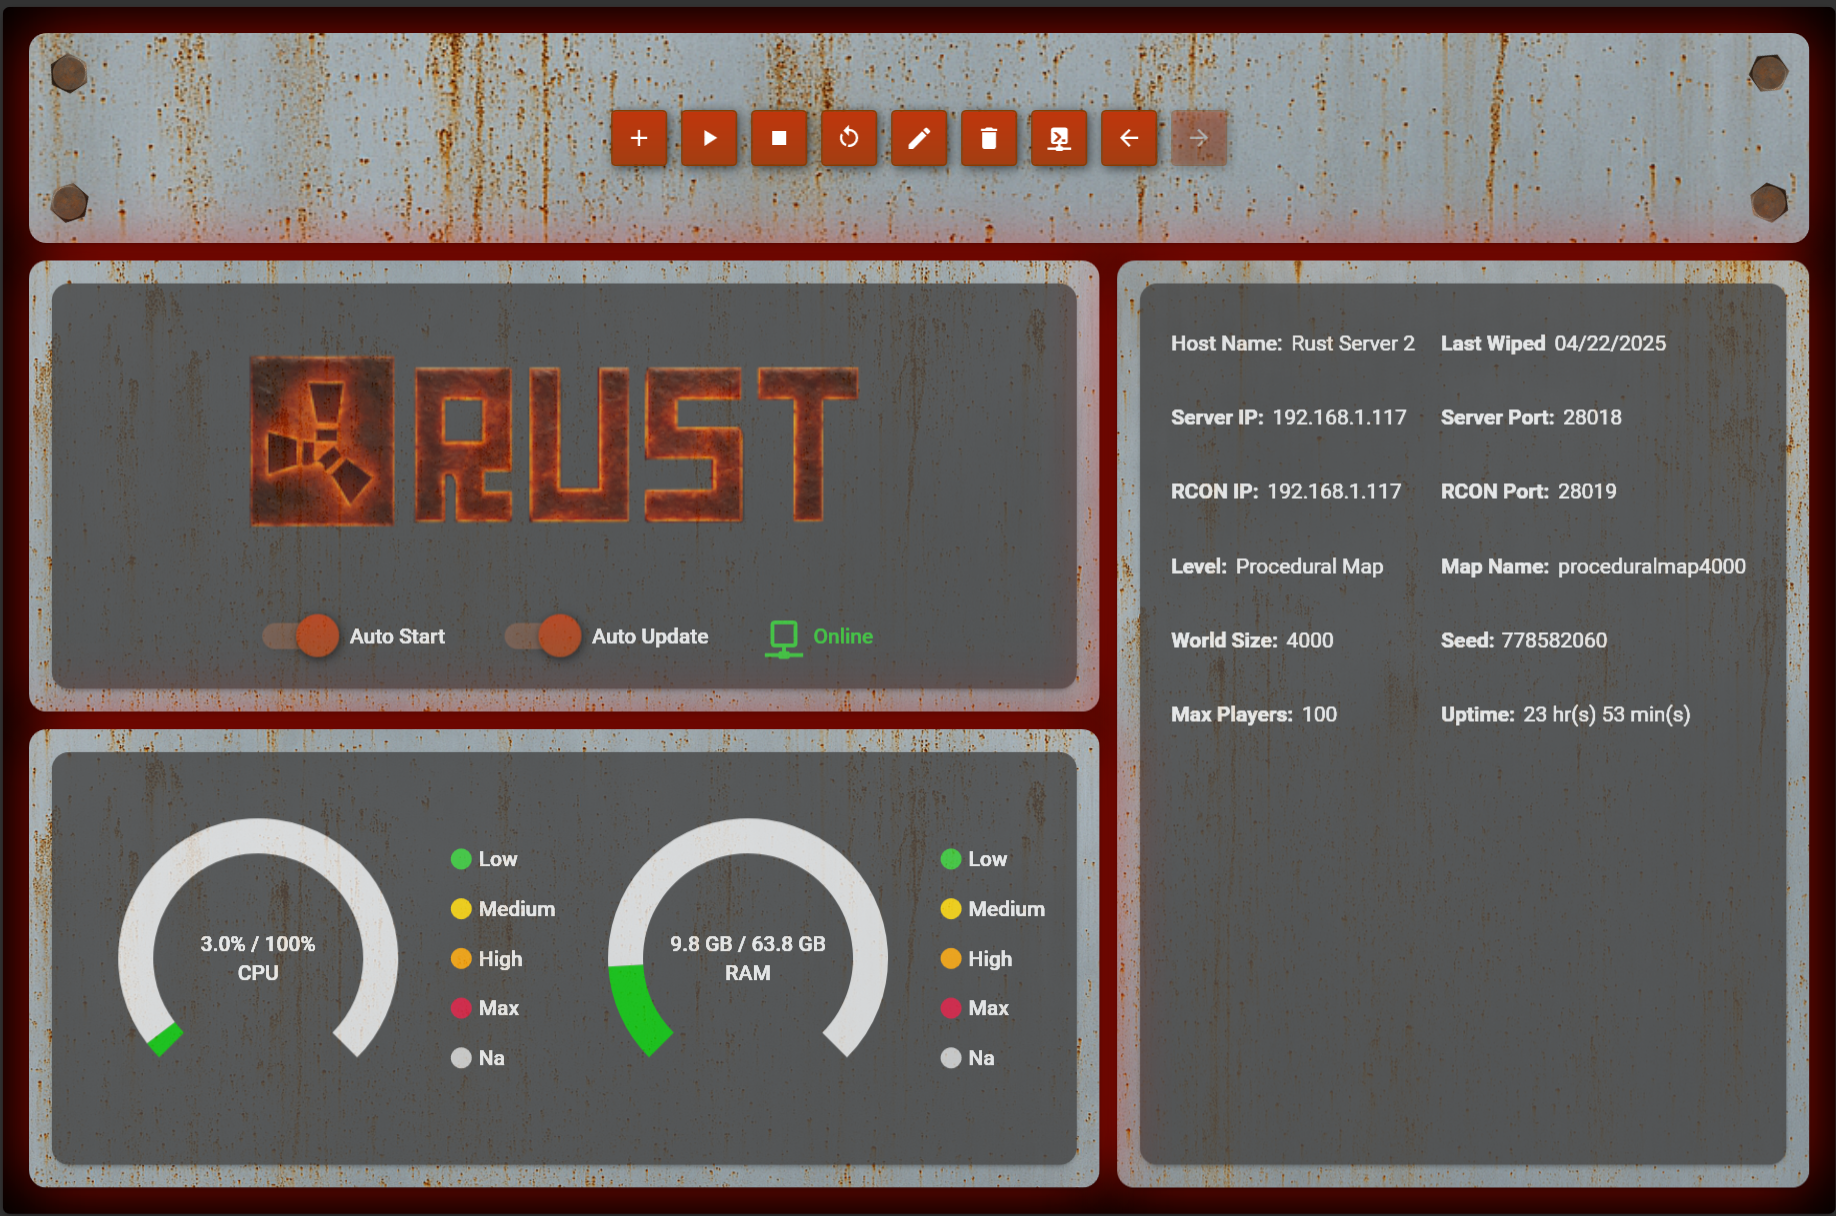 RUST
Auto Start
Auto Update
Online
Host Name: Rust Server 2
Last Wiped 04/22/2025
Server IP: 192.168.1.117
Server Port: 28018
RCON IP: 192.168.1.117
RCON Port: 28019
Level: Procedural Map
Map Name: proceduralmap4000
World Size: 4000
Seed: 778582060
Max Players: 100
Uptime: 23 hr(s) 53 min(s)
3.0% / 100%
CPU
Low
Medium
High
Max
Na
9.8 GB / 63.8 GB
RAM
Low
Medium
High
Max
Na